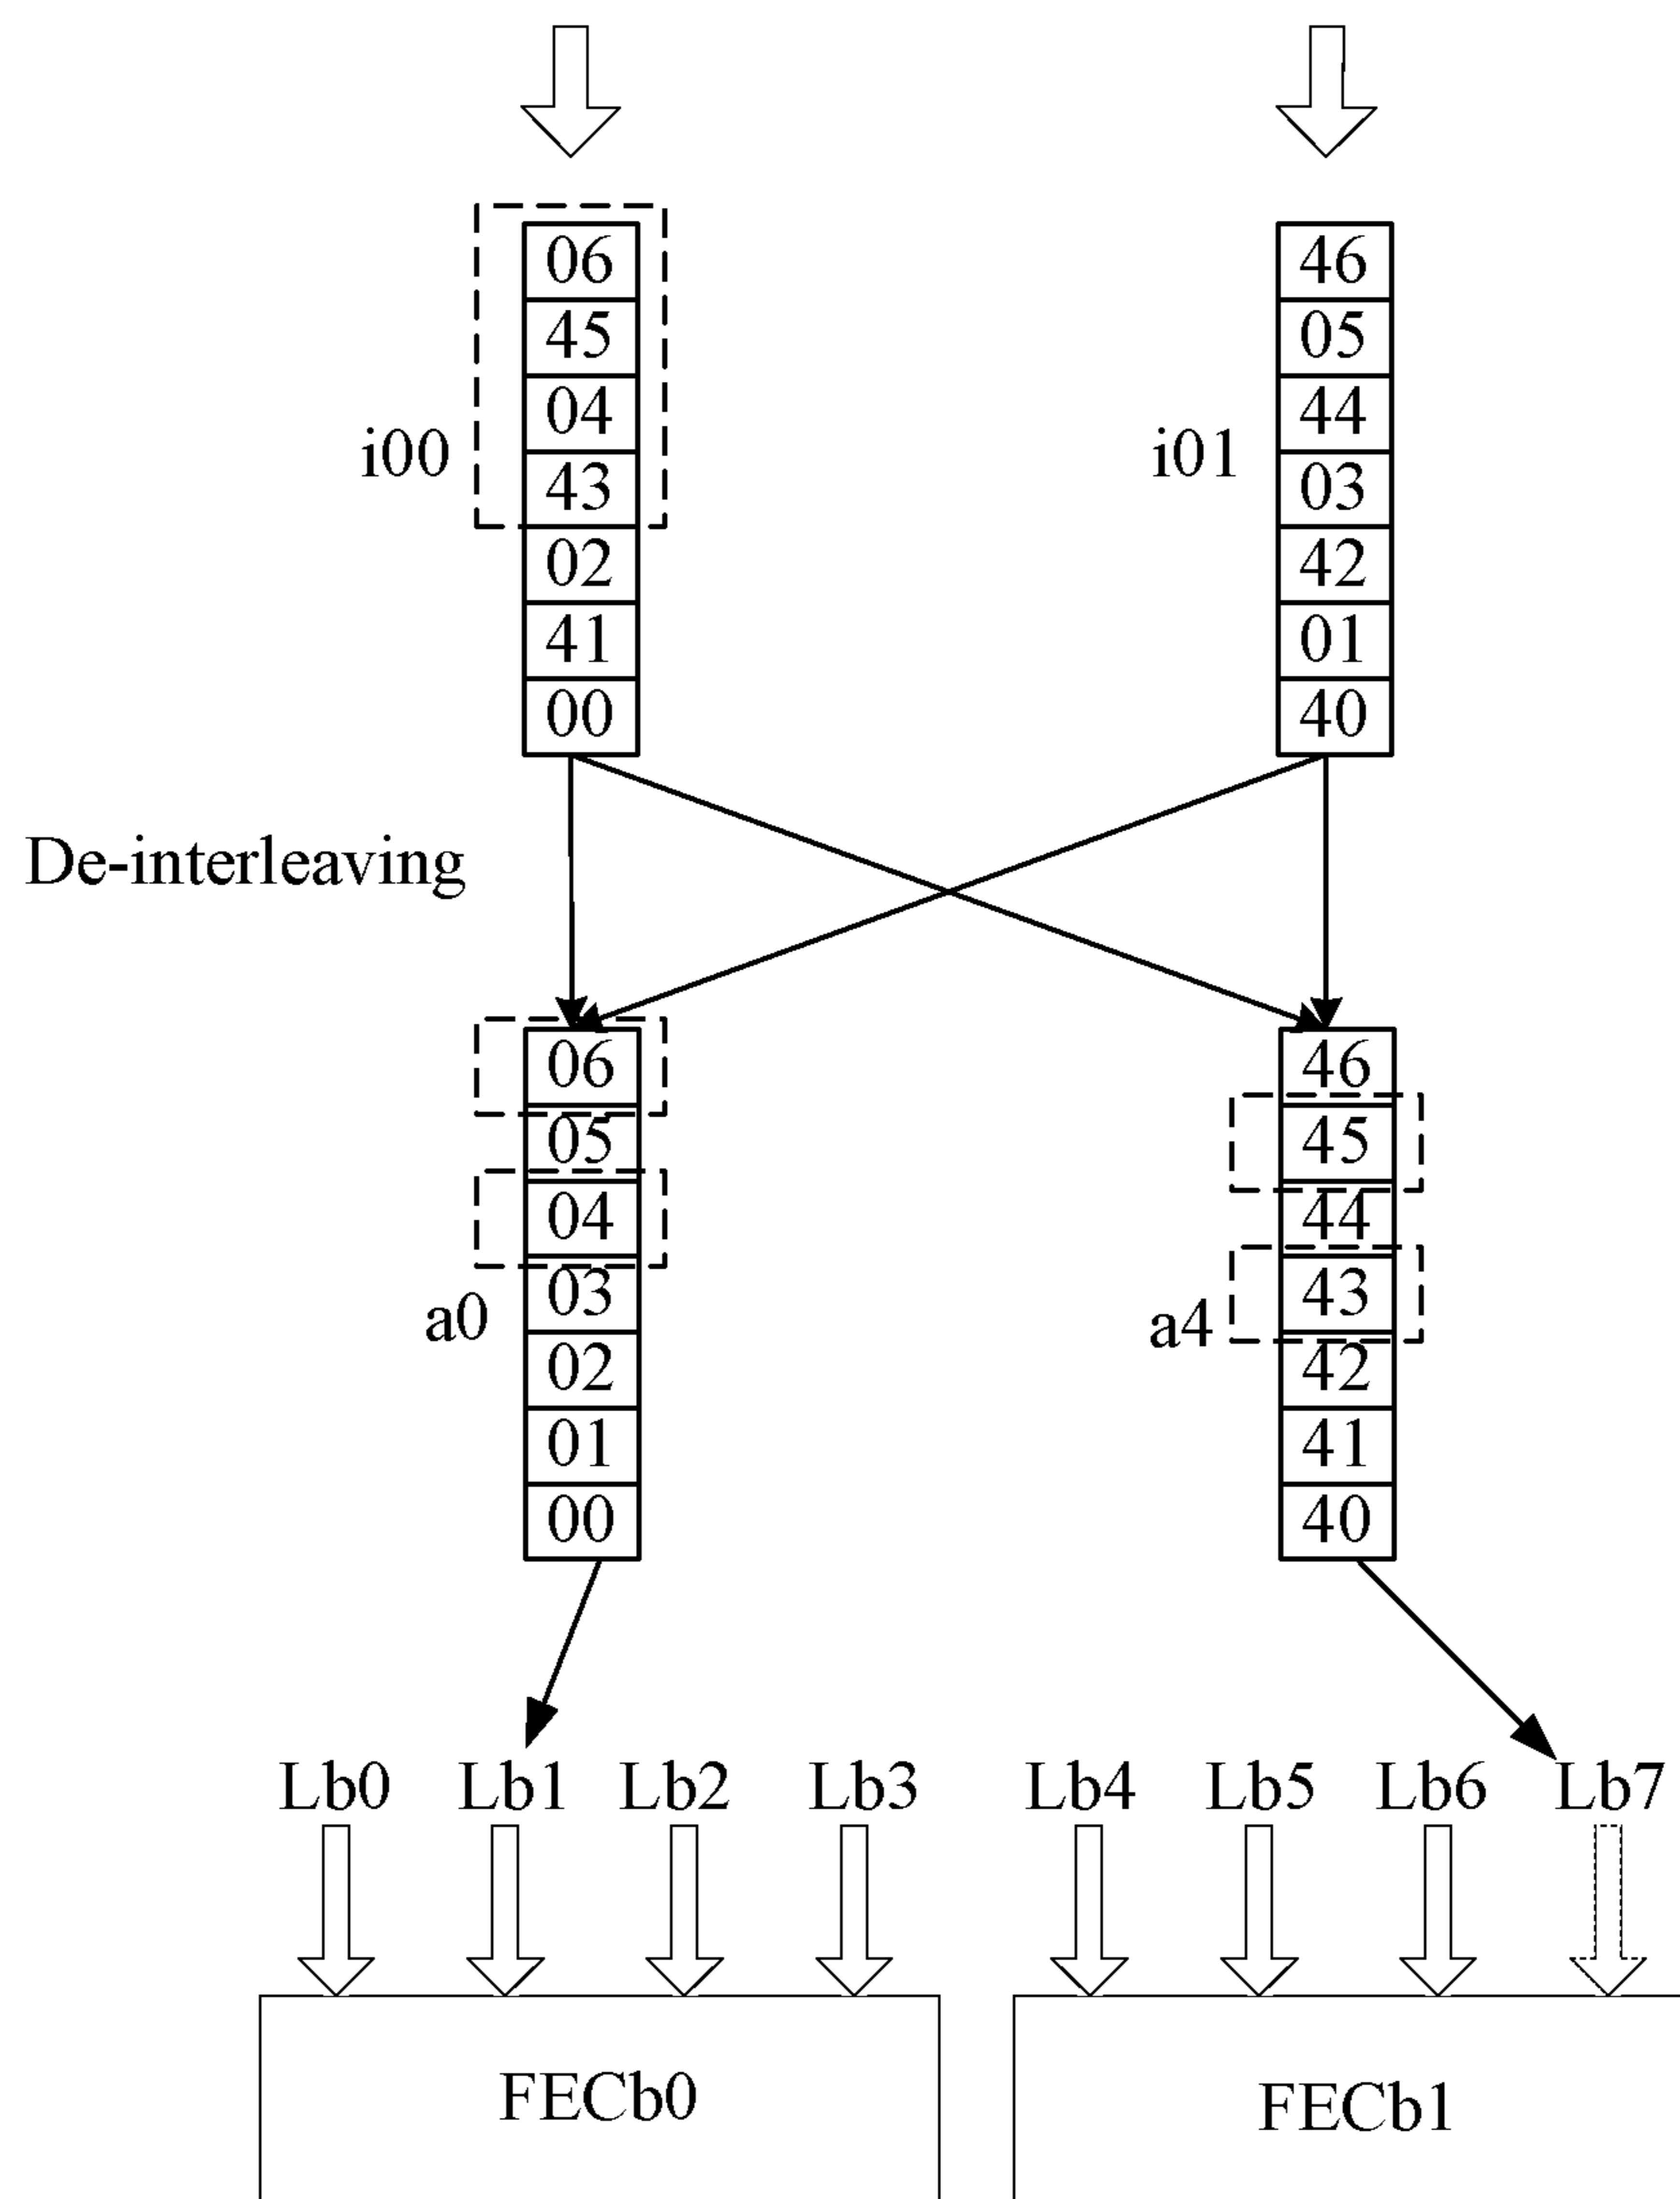 06 46
45 05
04 44
i00 i01
43 03
02 42
41 01
00 40
De-interleaving
06 46
05 45
04 44
03 43
a0 a4
02 42
01 41
00 40
Lb0 Lb1 Lb2 Lb3 Lb4 Lb5 Lb6 Lb7
FECb0 FECb1